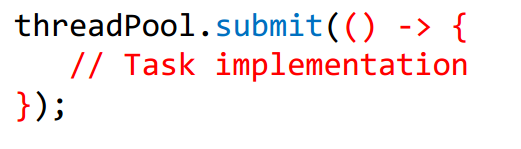 threadPool.submit(() -> {
   // Task implementation
});